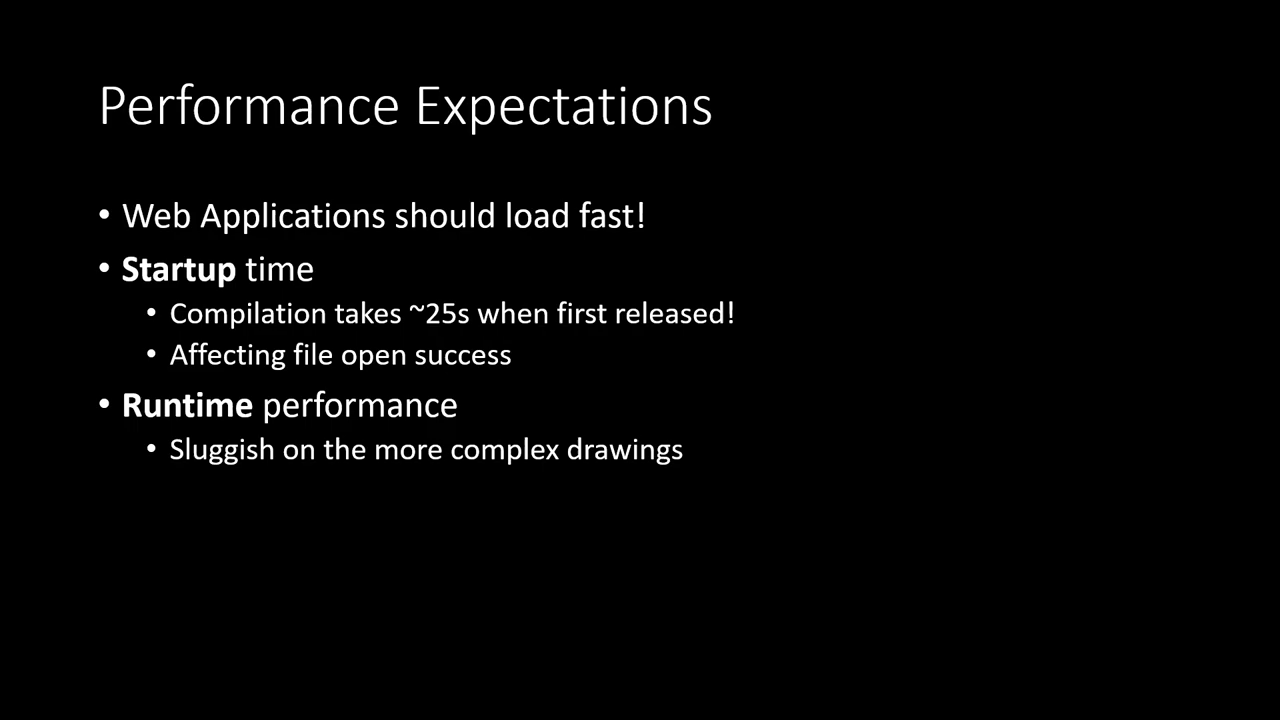 Performance Expectations
• Web Applications should load fast!
• Startup time
• Compilation takes ~25s when first released!
• Affecting file open success
• Runtime performance
• Sluggish on the more complex drawings